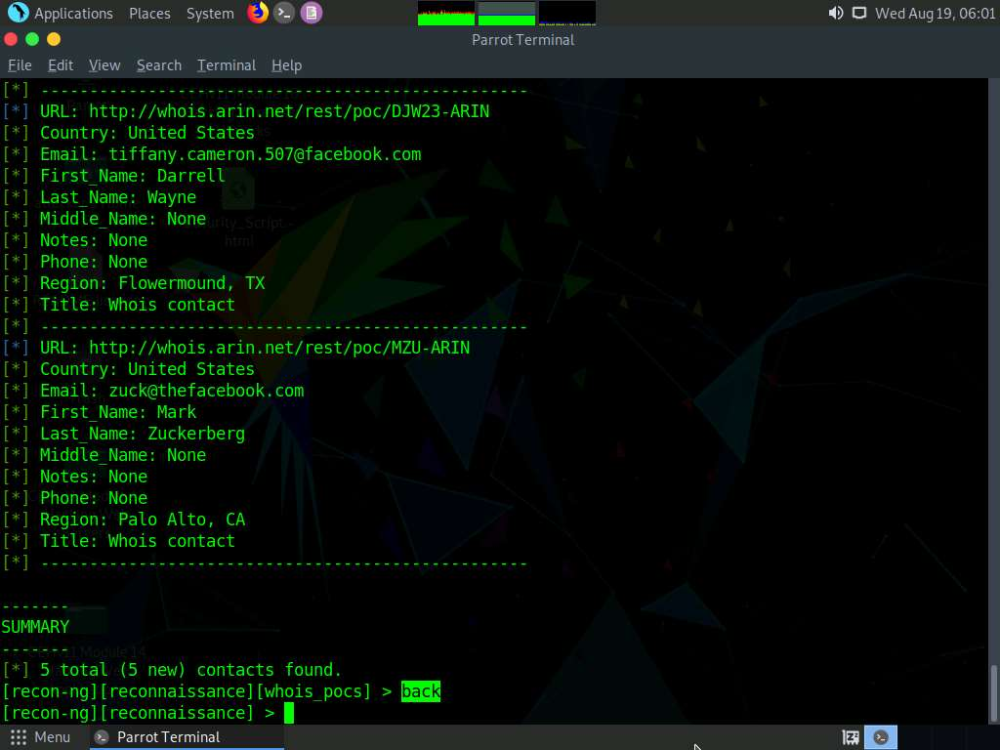 Applications Places System Wed Aug 19, 06:01
Parrot Terminal
File Edit View Search Terminal Help
[*] --------------------------------------------------
[*] URL: http://whois.arin.net/rest/poc/DJW23-ARIN
[*] Country: United States
[*] Email: tiffany.cameron.507@facebook.com
[*] First_Name: Darrell
[*] Last_Name: Wayne
[*] Middle_Name: None
[*] Notes: None
[*] Phone: None
[*] Region: Flowermound, TX
[*] Title: Whois contact
[*] --------------------------------------------------
[*] URL: http://whois.arin.net/rest/poc/MZU-ARIN
[*] Country: United States
[*] Email: zuck@thefacebook.com
[*] First_Name: Mark
[*] Last_Name: Zuckerberg
[*] Middle_Name: None
[*] Notes: None
[*] Phone: None
[*] Region: Palo Alto, CA
[*] Title: Whois contact
[*] --------------------------------------------------
-------
SUMMARY
-------
[*] 5 total (5 new) contacts found.
[recon-ng][reconnaissance][whois_pocs] > back
[recon-ng][reconnaissance] >
Menu Parrot Terminal